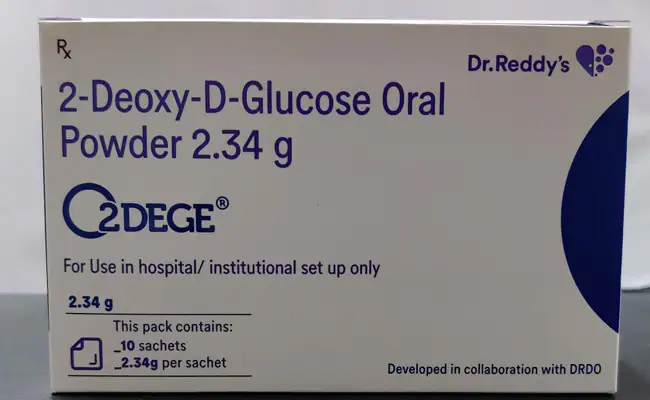 Rx
Dr.Reddy's
2-Deoxy-D-Glucose Oral
Powder 2.34 g
2DEGE®
For Use in hospital/ institutional set up only
2.34 g
This pack contains:
_10 sachets
_2.34g per sachet
Developed in collaboration with DRDO